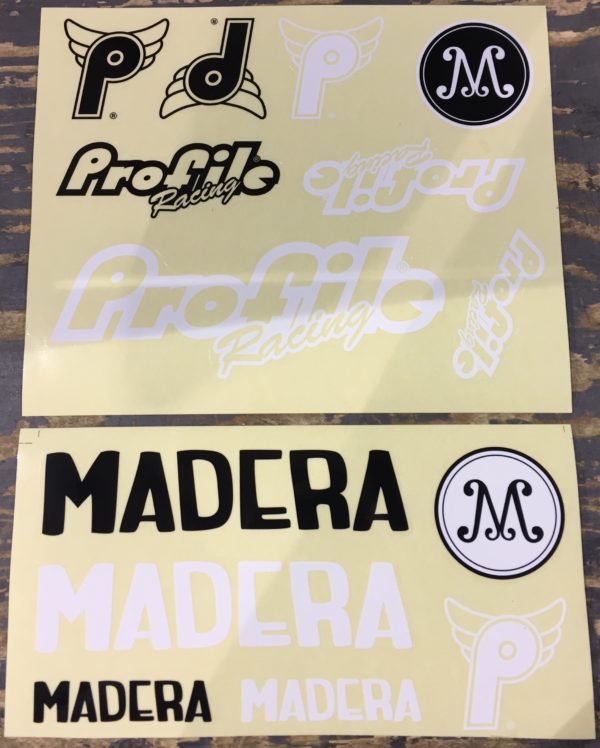 P ® P ® P M
Profile ® Racing
Profile Racing
Profile ® Racing
Profile Racing
MADERA M
MADERA
P ®
MADERA MADERA